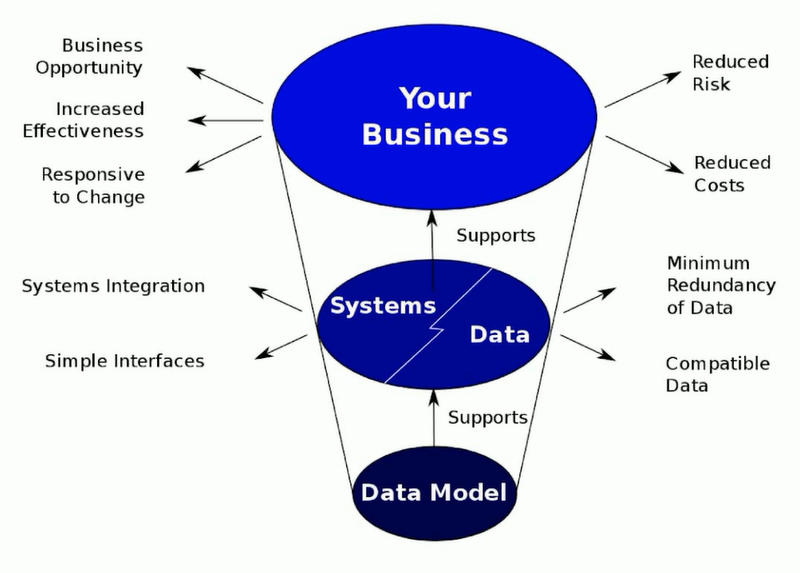 Business
Opportunity
Increased
Effectiveness
Responsive
to Change
Your
Business
Reduced
Risk
Reduced
Costs
Supports
Systems Integration
Simple Interfaces
Systems
Data
Minimum
Redundancy
of Data
Compatible
Data
Supports
Data Model